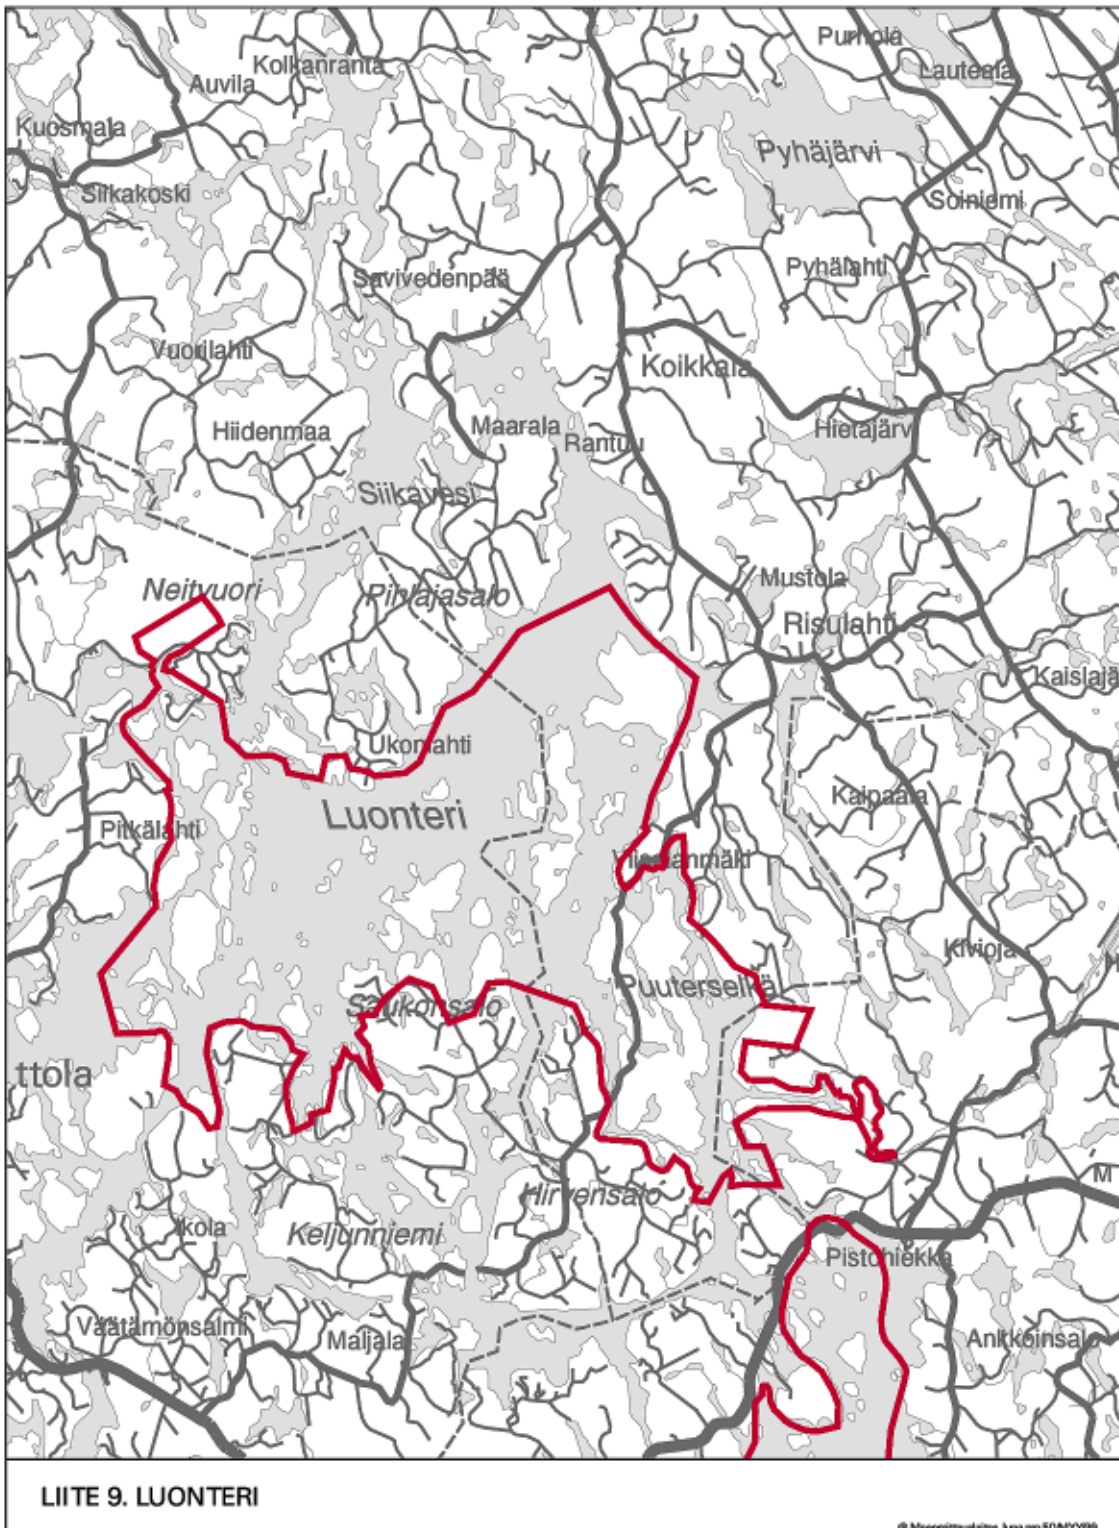 Purhola
Kolkanranta
Lauteala
Auvila
Kuosmala
Pyhäjärvi
Siikakoski
Soiniemi
Pyhälahti
Savivedenpää
Vuorilahti
Koikkala
Maarala
Hietajärv
Hiidenmaa
Rantuu
Siikavesi
Mustola
Neitvuori
Pihlajasalo
Risulahti
Kaislajä
Ukonlahti
Kaipaala
Luonteri
Pitkälahti
Kivioja
Puuterselkä
Saukonsalo
ttola
M
Hirvensalo
Ikola
Keljunniemi
Pistohiekka
Väätämönsalmi
Maljala
Ankkoinsalo
LIITE 9. LUONTERI